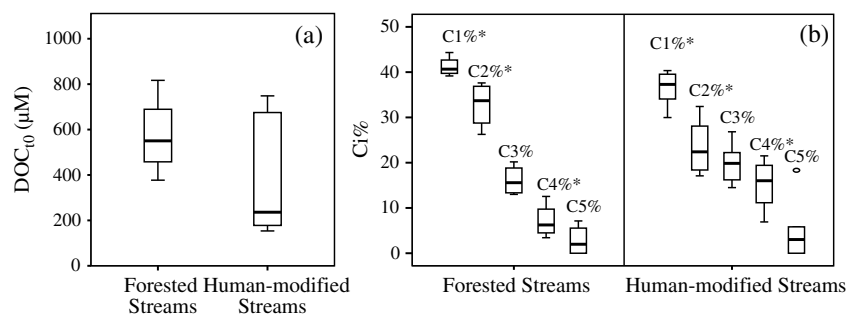 (a)
1000
800
600
400
200
0
DOCt0 (μM)
Forested Streams
Human-modified Streams
(b)
50
40
30
20
10
0
Ci%
C1%*
C2%*
C3%
C4%*
C5%
C1%*
C2%*
C3%
C4%*
C5%
Forested Streams
Human-modified Streams